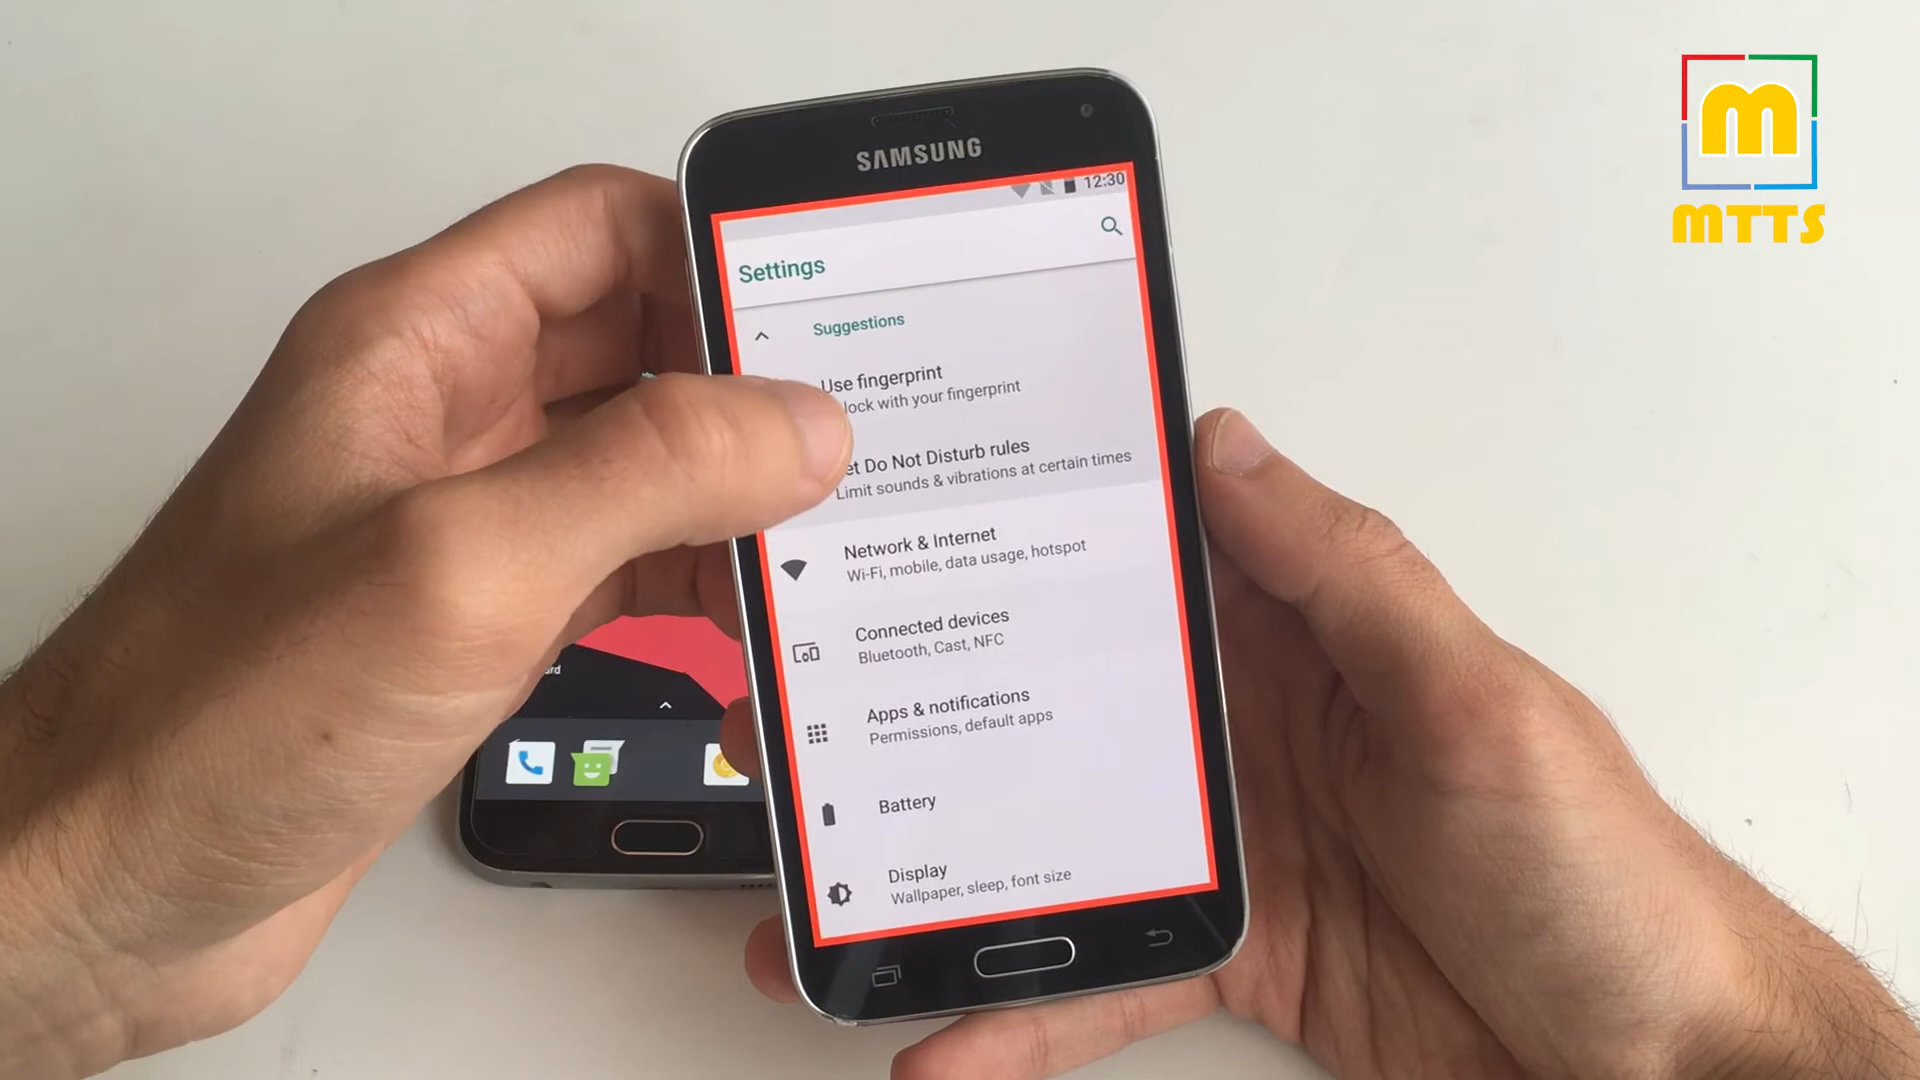 SAMSUNG
12:30
Settings
Suggestions
Use fingerprint
lock with your fingerprint
et Do Not Disturb rules
Limit sounds & vibrations at certain times
Network & Internet
Wi-Fi, mobile, data usage, hotspot
Connected devices
Bluetooth, Cast, NFC
Apps & notifications
Permissions, default apps
Battery
Display
Wallpaper, sleep, font size
rd
m
MTTS